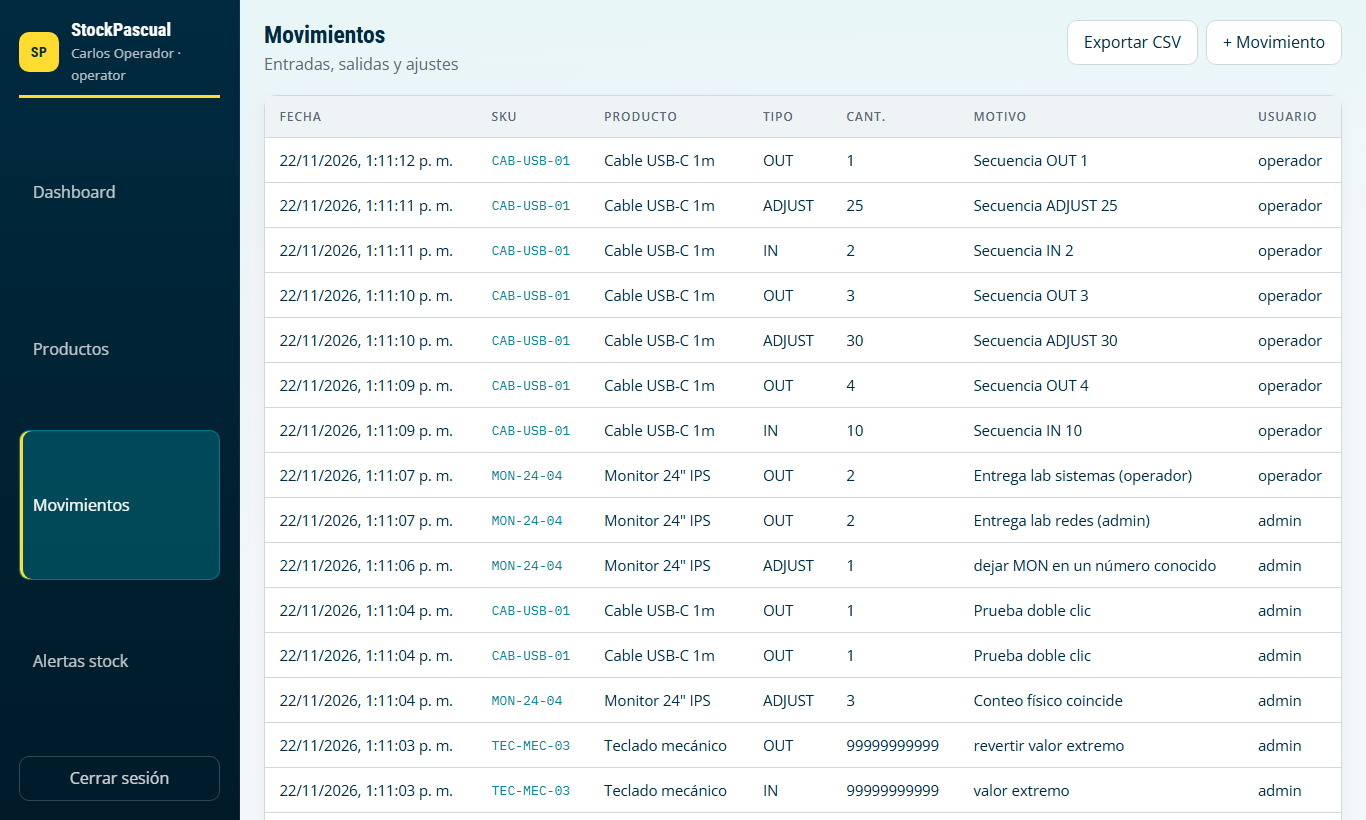 SP
StockPascual
Carlos Operador ·
operator
Dashboard
Productos
Movimientos
Alertas stock
Cerrar sesión
Movimientos
Entradas, salidas y ajustes
Exportar CSV
+ Movimiento
FECHA SKU PRODUCTO TIPO CANT. MOTIVO USUARIO
22/11/2026, 1:11:12 p. m. CAB-USB-01 Cable USB-C 1m OUT 1 Secuencia OUT 1 operador
22/11/2026, 1:11:11 p. m. CAB-USB-01 Cable USB-C 1m ADJUST 25 Secuencia ADJUST 25 operador
22/11/2026, 1:11:11 p. m. CAB-USB-01 Cable USB-C 1m IN 2 Secuencia IN 2 operador
22/11/2026, 1:11:10 p. m. CAB-USB-01 Cable USB-C 1m OUT 3 Secuencia OUT 3 operador
22/11/2026, 1:11:10 p. m. CAB-USB-01 Cable USB-C 1m ADJUST 30 Secuencia ADJUST 30 operador
22/11/2026, 1:11:09 p. m. CAB-USB-01 Cable USB-C 1m OUT 4 Secuencia OUT 4 operador
22/11/2026, 1:11:09 p. m. CAB-USB-01 Cable USB-C 1m IN 10 Secuencia IN 10 operador
22/11/2026, 1:11:07 p. m. MON-24-04 Monitor 24" IPS OUT 2 Entrega lab sistemas (operador) operador
22/11/2026, 1:11:07 p. m. MON-24-04 Monitor 24" IPS OUT 2 Entrega lab redes (admin) admin
22/11/2026, 1:11:06 p. m. MON-24-04 Monitor 24" IPS ADJUST 1 dejar MON en un número conocido admin
22/11/2026, 1:11:04 p. m. CAB-USB-01 Cable USB-C 1m OUT 1 Prueba doble clic admin
22/11/2026, 1:11:04 p. m. CAB-USB-01 Cable USB-C 1m OUT 1 Prueba doble clic admin
22/11/2026, 1:11:04 p. m. MON-24-04 Monitor 24" IPS ADJUST 3 Conteo físico coincide admin
22/11/2026, 1:11:03 p. m. TEC-MEC-03 Teclado mecánico OUT 99999999999 revertir valor extremo admin
22/11/2026, 1:11:03 p. m. TEC-MEC-03 Teclado mecánico IN 99999999999 valor extremo admin